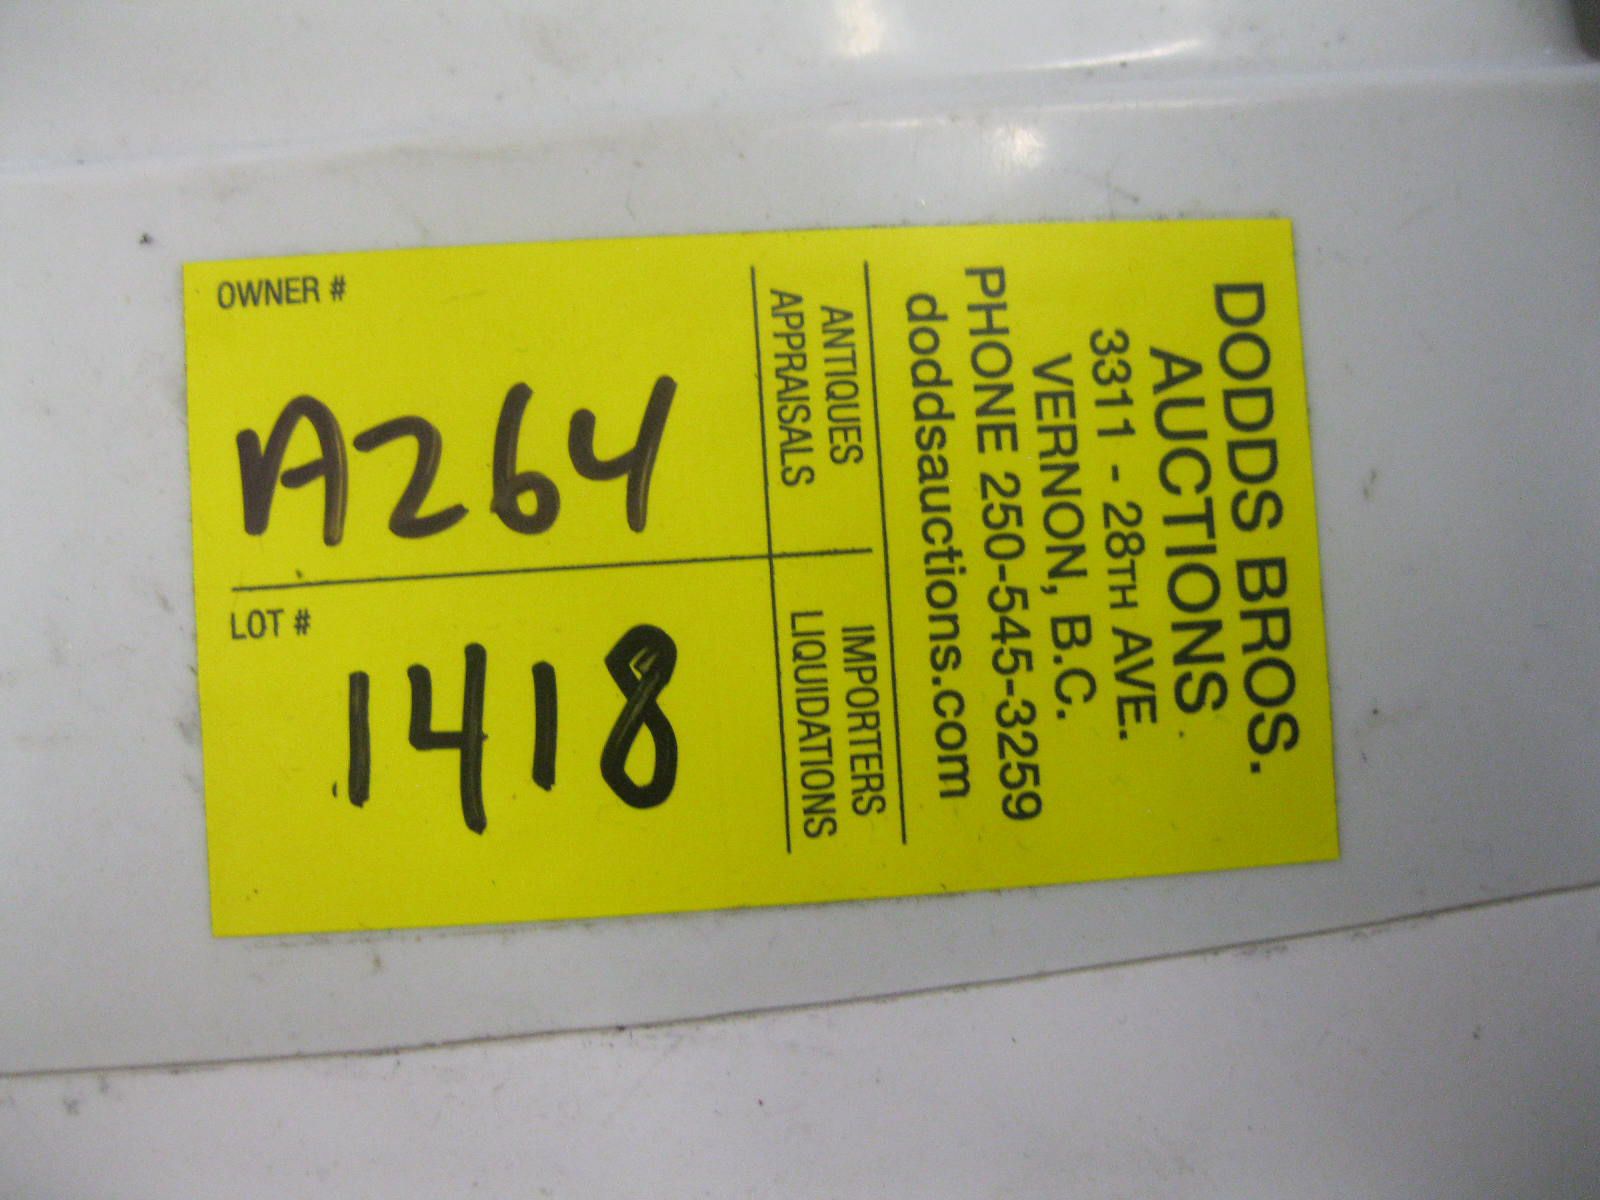 DODDS BROS.
AUCTIONS
3311 - 28TH AVE.
VERNON, B.C.
PHONE 250-545-3259
doddsauctions.com
ANTIQUES
APPRAISALS
IMPORTERS
LIQUIDATIONS
OWNER #
A264
LOT #
1418